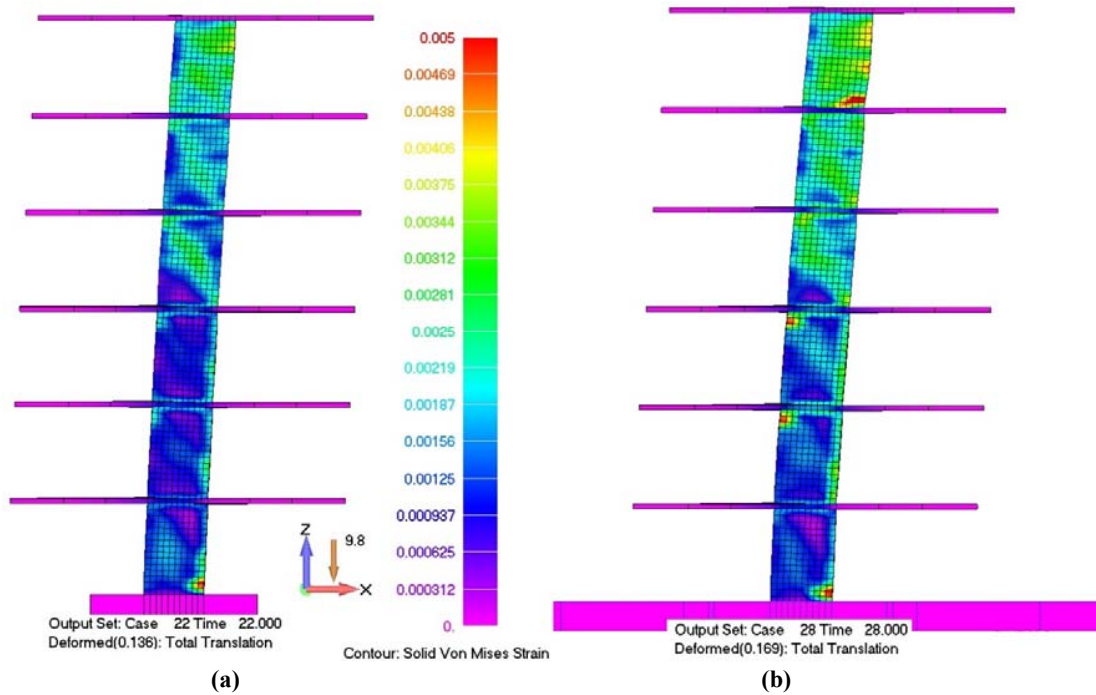 0.005
0.00469
0.00438
0.00406
0.00375
0.00344
0.00312
0.00281
0.0025
0.00219
0.00187
0.00156
0.00125
0.000937
0.000625
0.000312
0.
Z
9.8
X
Output Set: Case 22 Time 22.000
Deformed(0.136): Total Translation
Contour: Solid Von Mises Strain
Output Set: Case 28 Time 28.000
Deformed(0.169): Total Translation
(a)
(b)